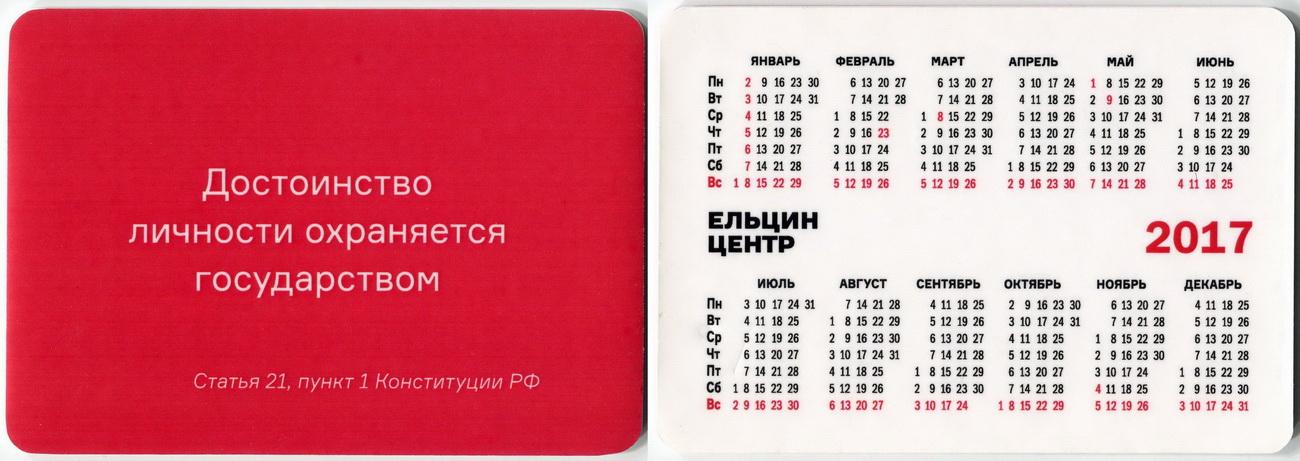 Достоинство
личности охраняется
государством
Статья 21, пункт 1 Конституции РФ
ЯНВАРЬ ФЕВРАЛЬ МАРТ АПРЕЛЬ МАЙ ИЮНЬ
Пн 2 9 16 23 30 6 13 20 27 6 13 20 27 3 10 17 24 1 8 15 22 29 5 12 19 26
Вт 3 10 17 24 31 7 14 21 28 7 14 21 28 4 11 18 25 2 9 16 23 30 6 13 20 27
Ср 4 11 18 25 1 8 15 22 1 8 15 22 29 5 12 19 26 3 10 17 24 31 7 14 21 28
Чт 5 12 19 26 2 9 16 23 2 9 16 23 30 6 13 20 27 4 11 18 25 1 8 15 22 29
Пт 6 13 20 27 3 10 17 24 3 10 17 24 31 7 14 21 28 5 12 19 26 2 9 16 23 30
Сб 7 14 21 28 4 11 18 25 4 11 18 25 1 8 15 22 29 6 13 20 27 3 10 17 24
Вс 1 8 15 22 29 5 12 19 26 5 12 19 26 2 9 16 23 30 7 14 21 28 4 11 18 25
ЕЛЬЦИН
ЦЕНТР
2017
ИЮЛЬ АВГУСТ СЕНТЯБРЬ ОКТЯБРЬ НОЯБРЬ ДЕКАБРЬ
Пн 3 10 17 24 31 7 14 21 28 4 11 18 25 2 9 16 23 30 6 13 20 27 4 11 18 25
Вт 4 11 18 25 1 8 15 22 29 5 12 19 26 3 10 17 24 31 7 14 21 28 5 12 19 26
Ср 5 12 19 26 2 9 16 23 30 6 13 20 27 4 11 18 25 1 8 15 22 29 6 13 20 27
Чт 6 13 20 27 3 10 17 24 31 7 14 21 28 5 12 19 26 2 9 16 23 30 7 14 21 28
Пт 7 14 21 28 4 11 18 25 1 8 15 22 29 6 13 20 27 3 10 17 24 1 8 15 22 29
Сб 1 8 15 22 29 5 12 19 26 2 9 16 23 30 7 14 21 28 4 11 18 25 2 9 16 23 30
Вс 2 9 16 23 30 6 13 20 27 3 10 17 24 1 8 15 22 29 5 12 19 26 3 10 17 24 31